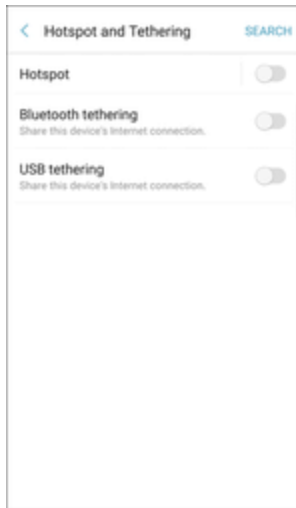 Hotspot and Tethering SEARCH
Hotspot
Bluetooth tethering
Share this device's Internet connection.
USB tethering
Share this device's Internet connection.